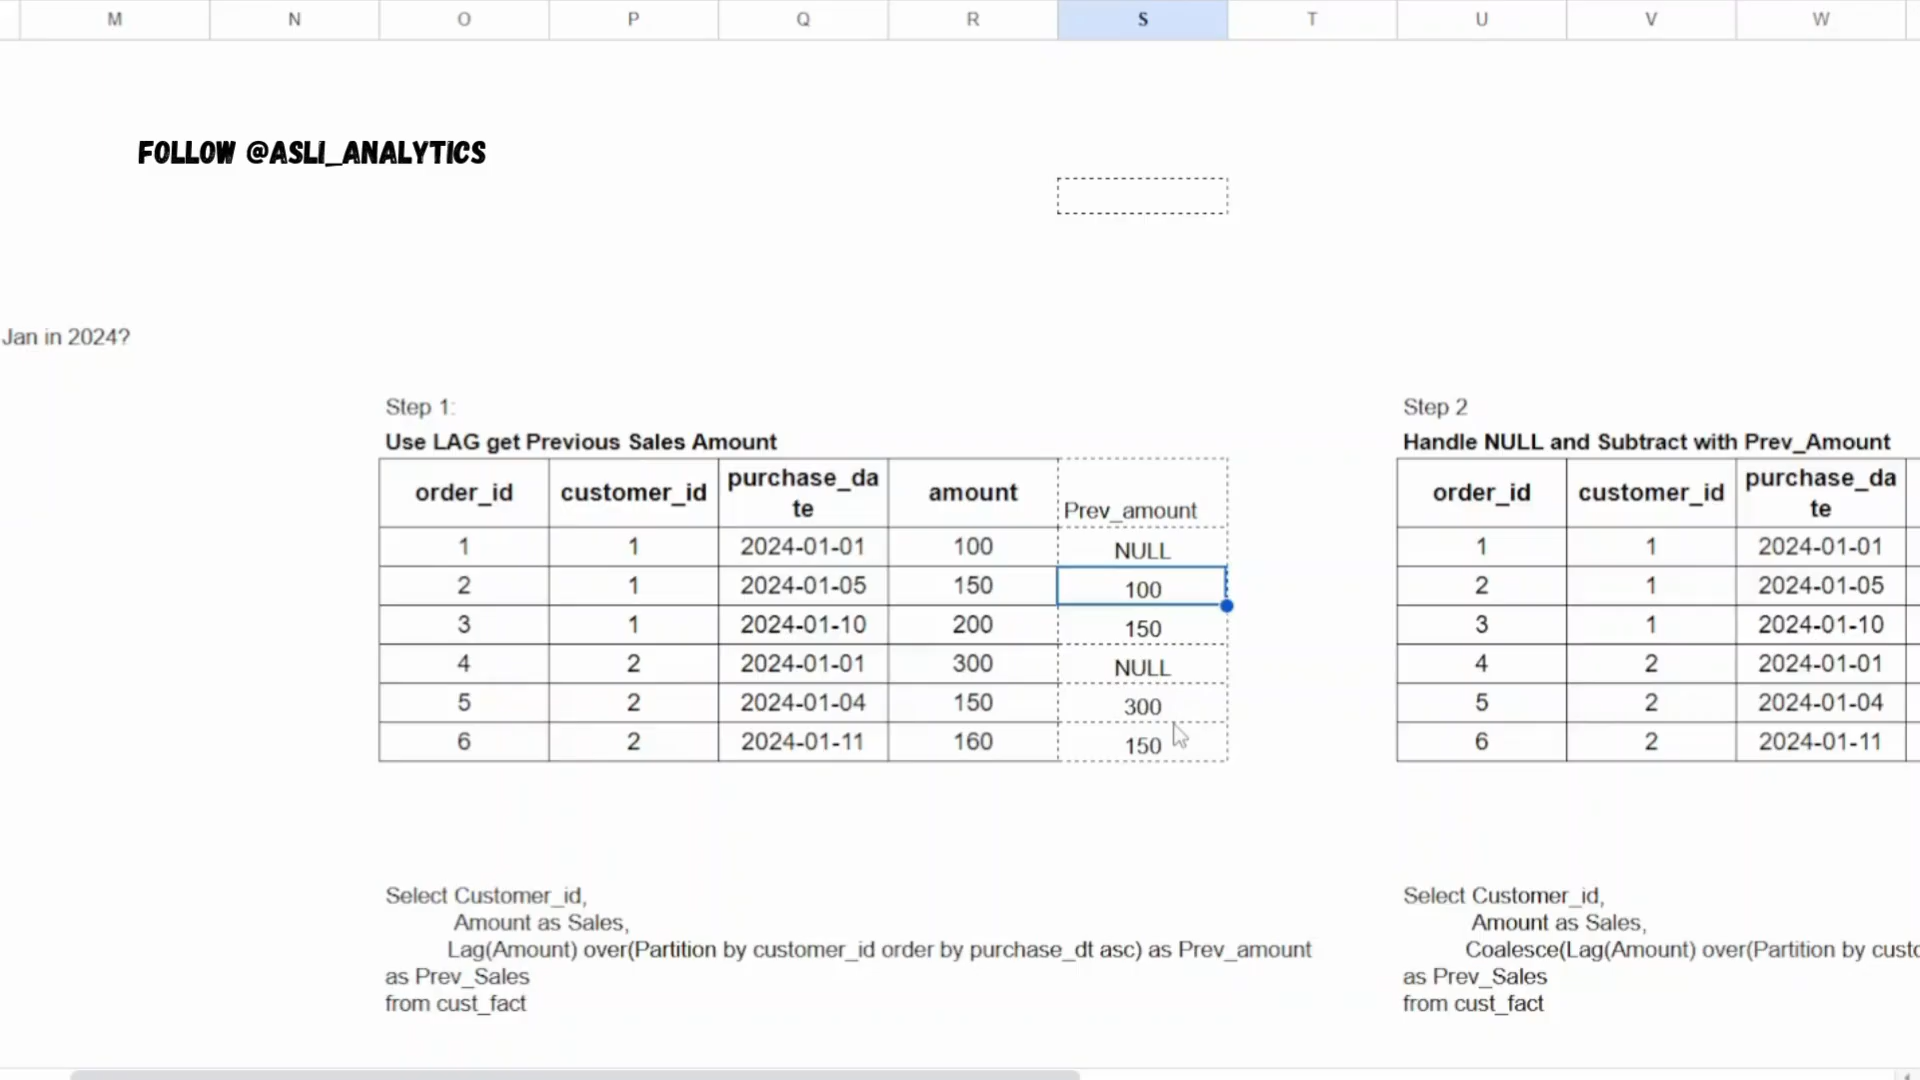 M N O P Q R S T U V W
FOLLOW @ASLI_ANALYTICS
Jan in 2024?
Step 1:
Use LAG get Previous Sales Amount
order_id customer_id purchase_da te amount Prev_amount
1 1 2024-01-01 100 NULL
2 1 2024-01-05 150 100
3 1 2024-01-10 200 150
4 2 2024-01-01 300 NULL
5 2 2024-01-04 150 300
6 2 2024-01-11 160 150
Select Customer_id,
Amount as Sales,
Lag(Amount) over(Partition by customer_id order by purchase_dt asc) as Prev_amount
as Prev_Sales
from cust_fact
Step 2
Handle NULL and Subtract with Prev_Amount
order_id customer_id purchase_da te
1 1 2024-01-01
2 1 2024-01-05
3 1 2024-01-10
4 2 2024-01-01
5 2 2024-01-04
6 2 2024-01-11
Select Customer_id,
Amount as Sales,
Coalesce(Lag(Amount) over(Partition by custo
as Prev_Sales
from cust_fact